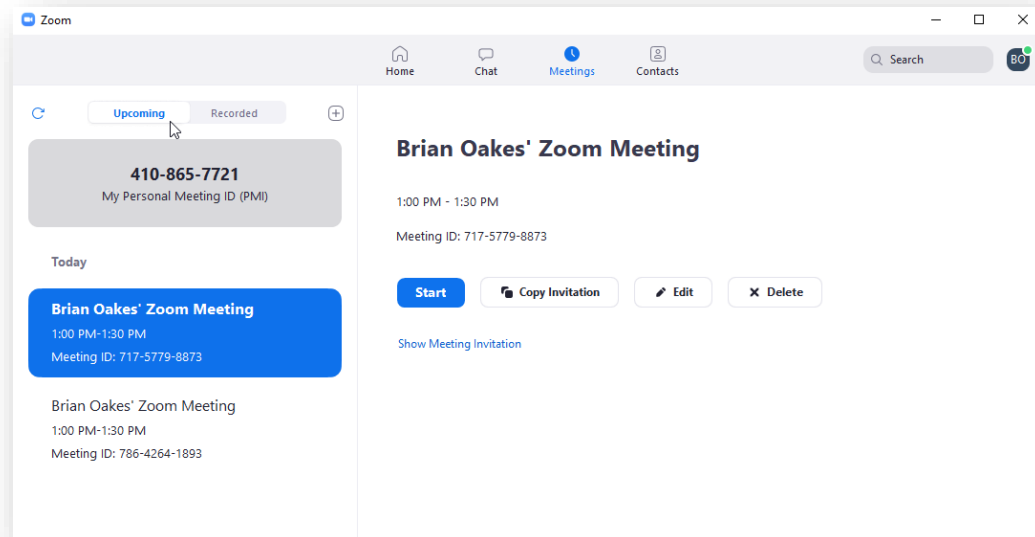 Zoom
Home
Chat
Meetings
Contacts
Search
BO
Upcoming
Recorded
410-865-7721
My Personal Meeting ID (PMI)
Today
Brian Oakes' Zoom Meeting
1:00 PM-1:30 PM
Meeting ID: 717-5779-8873
Brian Oakes' Zoom Meeting
1:00 PM-1:30 PM
Meeting ID: 786-4264-1893
Brian Oakes' Zoom Meeting
1:00 PM - 1:30 PM
Meeting ID: 717-5779-8873
Start
Copy Invitation
Edit
Delete
Show Meeting Invitation